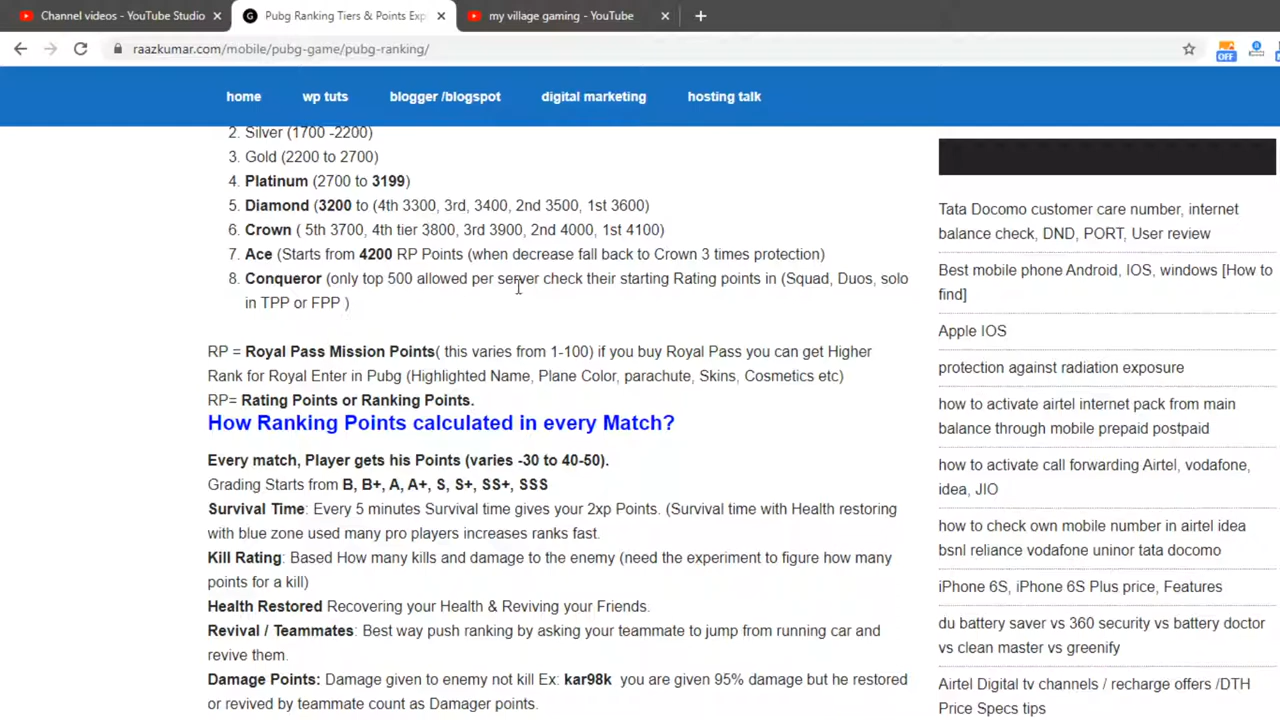 Channel videos - YouTube Studio
Pubg Ranking Tiers & Points Exp
my village gaming - YouTube
raazkumar.com/mobile/pubg-game/pubg-ranking/
OFF
home wp tuts blogger /blogspot digital marketing hosting talk
2. Silver (1700 -2200)
3. Gold (2200 to 2700)
4. Platinum (2700 to 3199)
5. Diamond (3200 to (4th 3300, 3rd, 3400, 2nd 3500, 1st 3600)
6. Crown ( 5th 3700, 4th tier 3800, 3rd 3900, 2nd 4000, 1st 4100)
7. Ace (Starts from 4200 RP Points (when decrease fall back to Crown 3 times protection)
8. Conqueror (only top 500 allowed per server check their starting Rating points in (Squad, Duos, solo
in TPP or FPP )
RP = Royal Pass Mission Points( this varies from 1-100) if you buy Royal Pass you can get Higher
Rank for Royal Enter in Pubg (Highlighted Name, Plane Color, parachute, Skins, Cosmetics etc)
RP= Rating Points or Ranking Points.
How Ranking Points calculated in every Match?
Every match, Player gets his Points (varies -30 to 40-50).
Grading Starts from B, B+, A, A+, S, S+, SS+, SSS
Survival Time: Every 5 minutes Survival time gives your 2xp Points. (Survival time with Health restoring
with blue zone used many pro players increases ranks fast.
Kill Rating: Based How many kills and damage to the enemy (need the experiment to figure how many
points for a kill)
Health Restored Recovering your Health & Reviving your Friends.
Revival / Teammates: Best way push ranking by asking your teammate to jump from running car and
revive them.
Damage Points: Damage given to enemy not kill Ex: kar98k you are given 95% damage but he restored
or revived by teammate count as Damager points.
Tata Docomo customer care number, internet
balance check, DND, PORT, User review
Best mobile phone Android, IOS, windows [How to
find]
Apple IOS
protection against radiation exposure
how to activate airtel internet pack from main
balance through mobile prepaid postpaid
how to activate call forwarding Airtel, vodafone,
idea, JIO
how to check own mobile number in airtel idea
bsnl reliance vodafone uninor tata docomo
iPhone 6S, iPhone 6S Plus price, Features
du battery saver vs 360 security vs battery doctor
vs clean master vs greenify
Airtel Digital tv channels / recharge offers /DTH
Price Specs tips